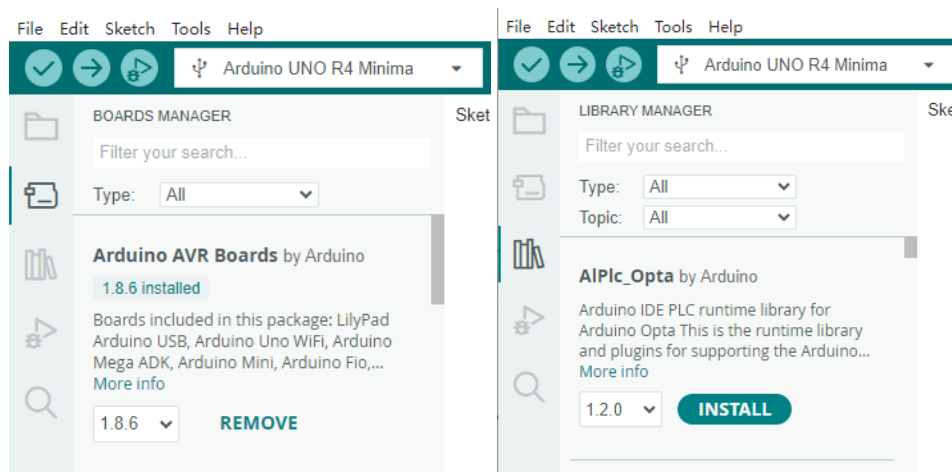 File Edit Sketch Tools Help
Arduino UNO R4 Minima
BOARDS MANAGER
Filter your search...
Type: All
Arduino AVR Boards by Arduino
1.8.6 installed
Boards included in this package: LilyPad
Arduino USB, Arduino Uno WiFi, Arduino
Mega ADK, Arduino Mini, Arduino Fio,...
More info
1.8.6 REMOVE
Sket
File Edit Sketch Tools Help
Arduino UNO R4 Minima
LIBRARY MANAGER
Filter your search...
Type: All
Topic: All
AlPlc_Opta by Arduino
Arduino IDE PLC runtime library for
Arduino Opta This is the runtime library
and plugins for supporting the Arduino...
More info
1.2.0 INSTALL
Ske